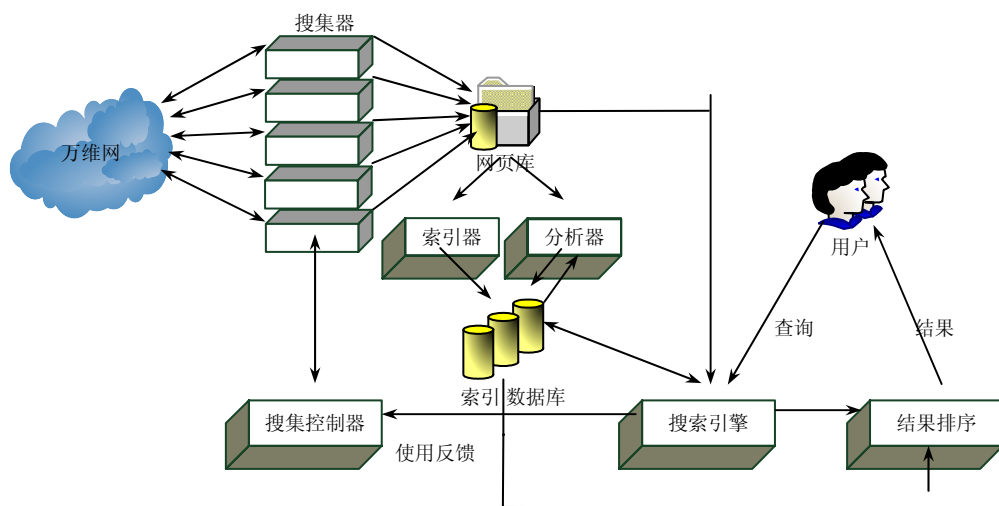 搜集器
万维网
网页库
索引器
分析器
用户
查询
结果
索引 数据库
搜集控制器
搜索引擎
结果排序
使用反馈